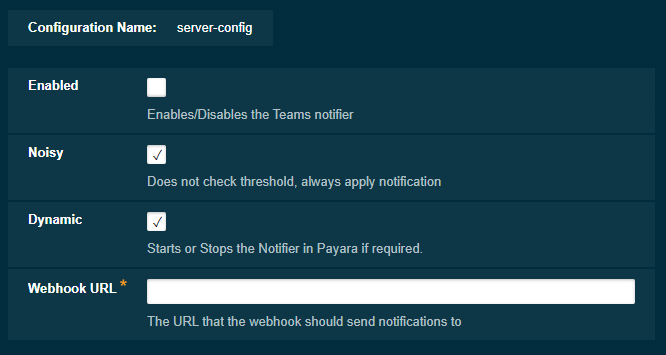 Configuration Name: server-config
Enabled
Enables/Disables the Teams notifier
Noisy
Does not check threshold, always apply notification
Dynamic
Starts or Stops the Notifier in Payara if required.
Webhook URL *
The URL that the webhook should send notifications to